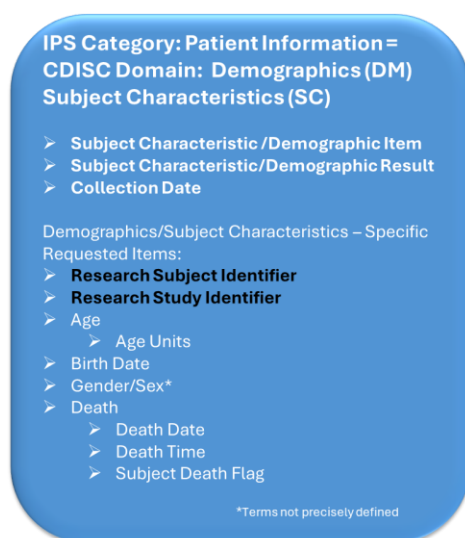 IPS Category: Patient Information =
CDISC Domain: Demographics (DM)
Subject Characteristics (SC)
➢ Subject Characteristic /Demographic Item
➢ Subject Characteristic/Demographic Result
➢ Collection Date
Demographics/Subject Characteristics – Specific
Requested Items:
➢ Research Subject Identifier
➢ Research Study Identifier
➢ Age
➢ Age Units
➢ Birth Date
➢ Gender/Sex*
➢ Death
➢ Death Date
➢ Death Time
➢ Subject Death Flag
*Terms not precisely defined